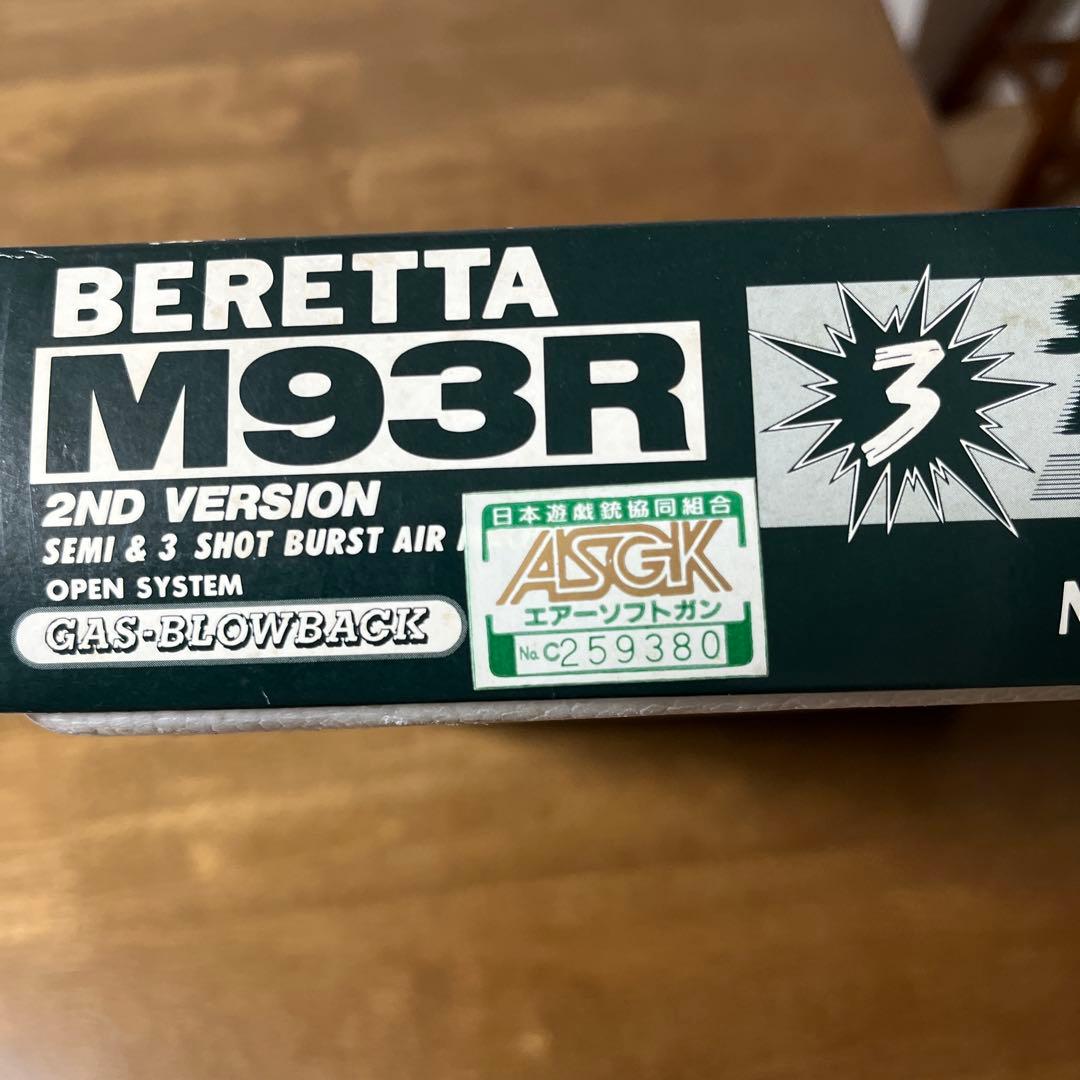 BERETTA
M93R
2ND VERSION
SEMI & 3 SHOT BURST AIR
OPEN SYSTEM
GAS-BLOWBACK
日本遊戯銃協同組合
ASGK
エアーソフトガン
No. C259380
3